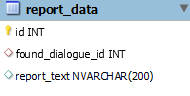 report_data
id INT
found_dialogue_id INT
report_text NVARCHAR(200)